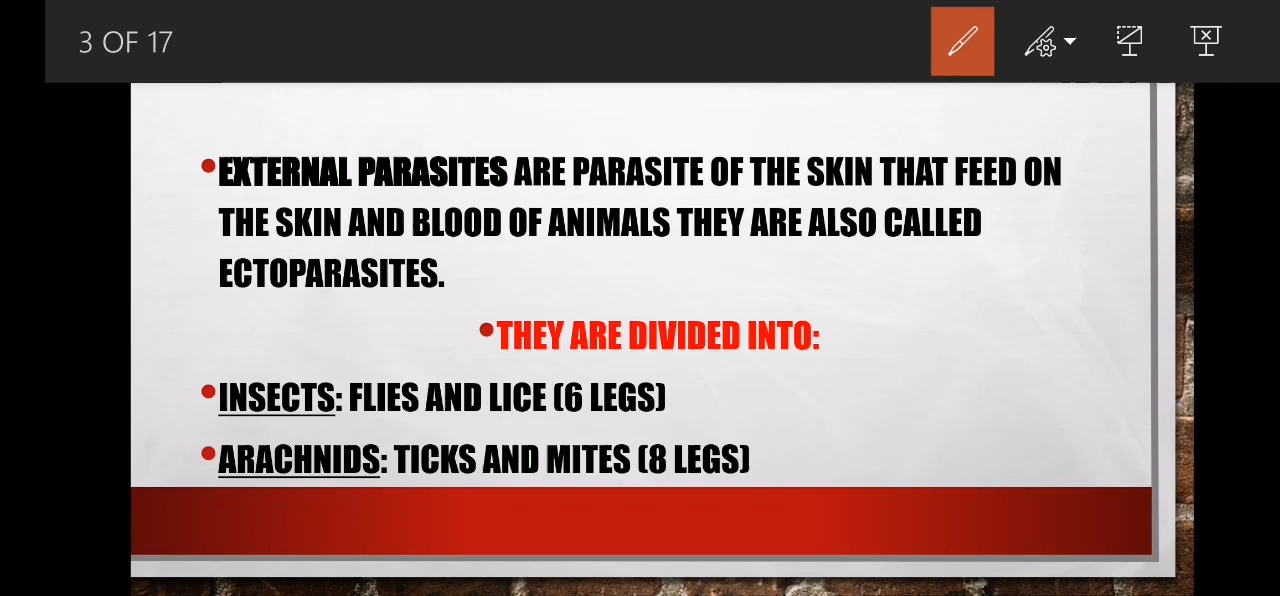 3 OF 17
•EXTERNAL PARASITES ARE PARASITE OF THE SKIN THAT FEED ON
THE SKIN AND BLOOD OF ANIMALS THEY ARE ALSO CALLED
ECTOPARASITES.
•THEY ARE DIVIDED INTO:
•INSECTS: FLIES AND LICE (6 LEGS)
•ARACHNIDS: TICKS AND MITES (8 LEGS)